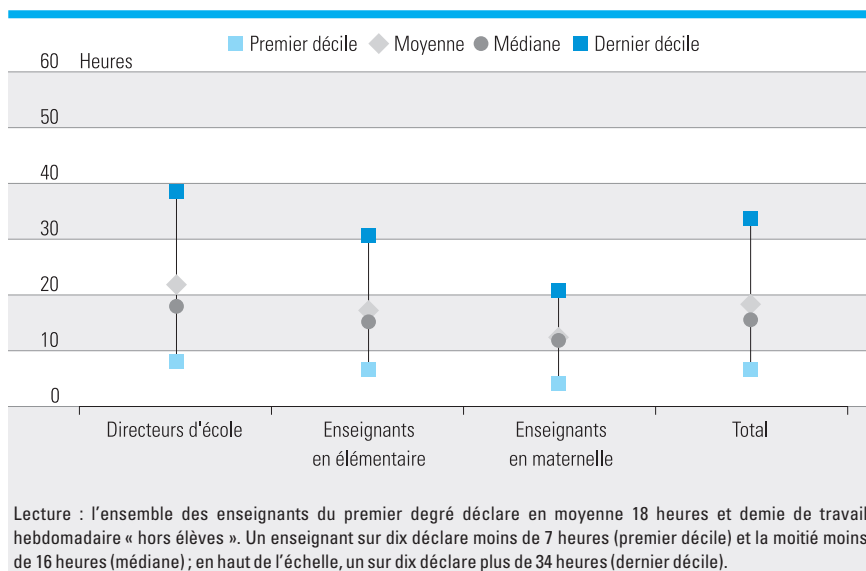 Premier décile Moyenne Médiane Dernier décile
60 Heures
50
40
30
20
10
0
Directeurs d'école Enseignants en élémentaire Enseignants en maternelle Total
Lecture : l'ensemble des enseignants du premier degré déclare en moyenne 18 heures et demie de travail
hebdomadaire « hors élèves ». Un enseignant sur dix déclare moins de 7 heures (premier décile) et la moitié moins
de 16 heures (médiane) ; en haut de l'échelle, un sur dix déclare plus de 34 heures (dernier décile).